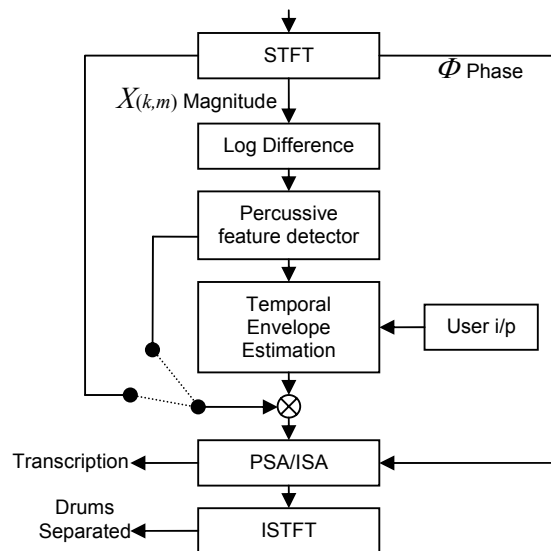 STFT
Φ Phase
X(k,m) Magnitude
Log Difference
Percussive
feature detector
Temporal
Envelope
Estimation
User i/p
Transcription
PSA/ISA
Drums
Separated
ISTFT